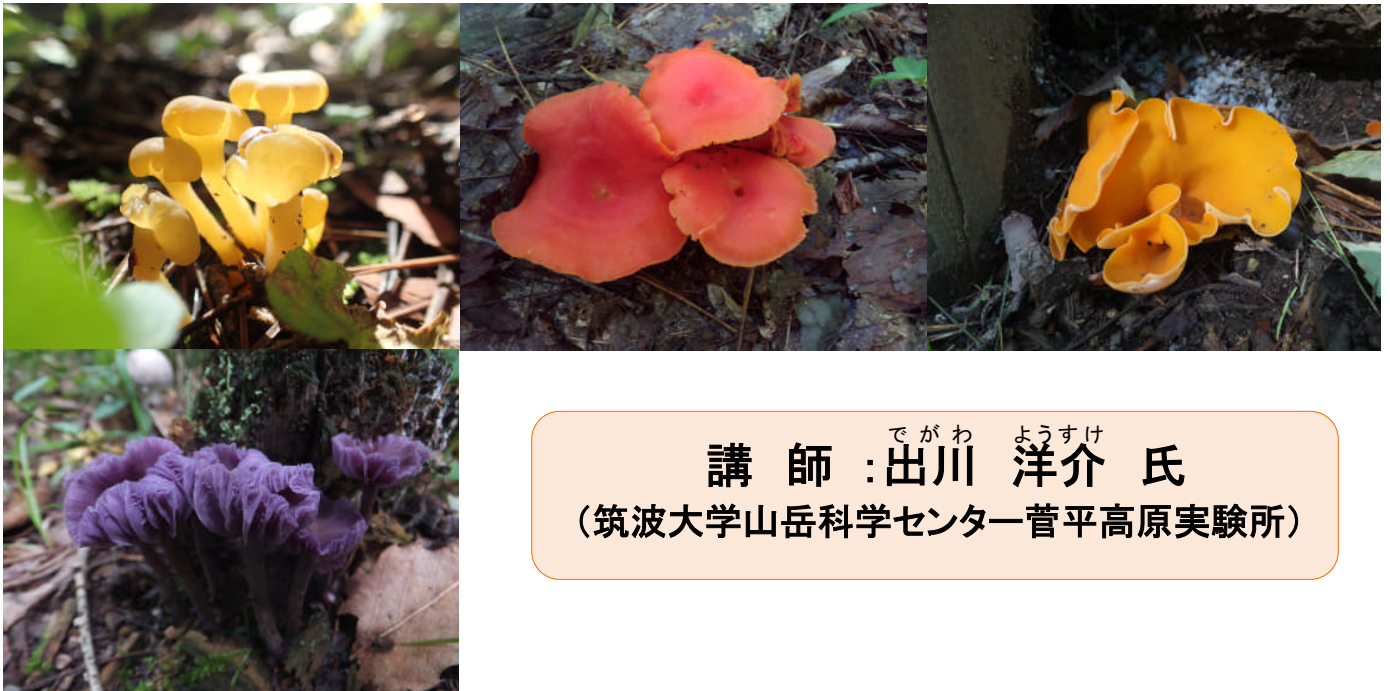 でがわ ようすけ
講 師 :出川 洋介 氏
（筑波大学山岳科学センター菅平高原実験所）